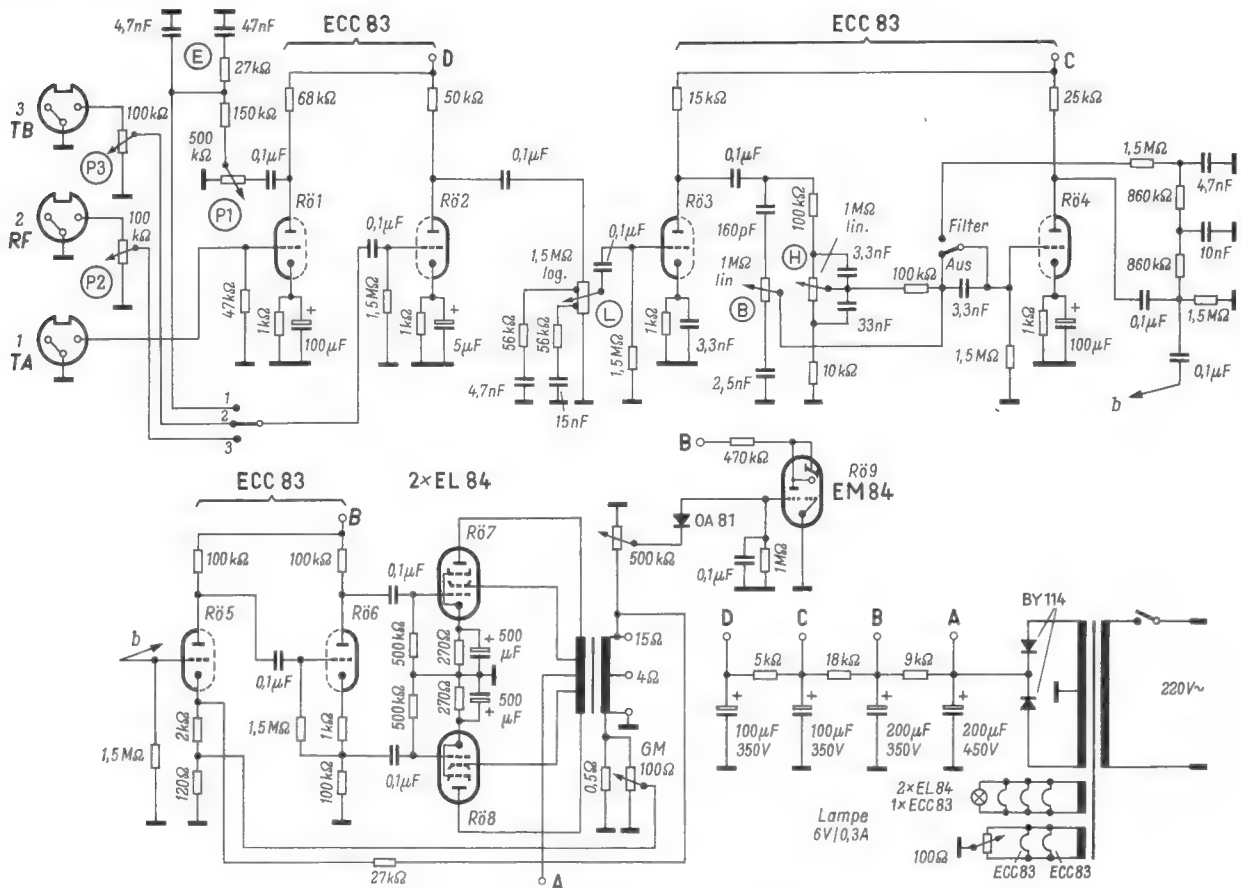 4,7nF
47nF
E
27kΩ
150kΩ
500
kΩ
0,1µF
P1
3
TB
100kΩ
P3
2
RF
100
kΩ
P2
1
TA
ECC 83
D
68kΩ
50kΩ
Rö1
Rö2
0,1µF
0,1µF
47kΩ
1kΩ
100µF
1,5MΩ
1kΩ
5µF
1
2
3
1,5MΩ
log.
0,1µF
L
56kΩ
56kΩ
4,7nF
15nF
1,5MΩ
ECC 83
C
15kΩ
25kΩ
Rö3
0,1µF
1kΩ
3,3nF
160pF
100kΩ
1MΩ
lin.
H
1MΩ
lin
B
3,3nF
33nF
2,5nF
10kΩ
100kΩ
Filter
Aus
3,3nF
1,5MΩ
Rö4
1kΩ
100µF
1,5MΩ
4,7nF
860kΩ
10nF
860kΩ
0,1µF
1,5MΩ
0,1µF
b
ECC 83
B
100kΩ
100kΩ
Rö5
Rö6
b
1,5MΩ
2kΩ
120Ω
0,1µF
1,5MΩ
1kΩ
100kΩ
2×EL 84
Rö7
0,1µF
500kΩ
500kΩ
270Ω
500
µF
270Ω
500
µF
0,1µF
Rö8
27kΩ
A
15Ω
4Ω
GM
100Ω
0,5Ω
B
470kΩ
Rö9
EM 84
OA 81
500kΩ
0,1µF
1MΩ
D
C
B
A
5kΩ
18kΩ
9kΩ
100µF
350V
100µF
350V
200µF
350V
200µF
450V
BY 114
220V~
2×EL 84
1×ECC 83
Lampe
6V/0,3A
100Ω
ECC 83
ECC 83